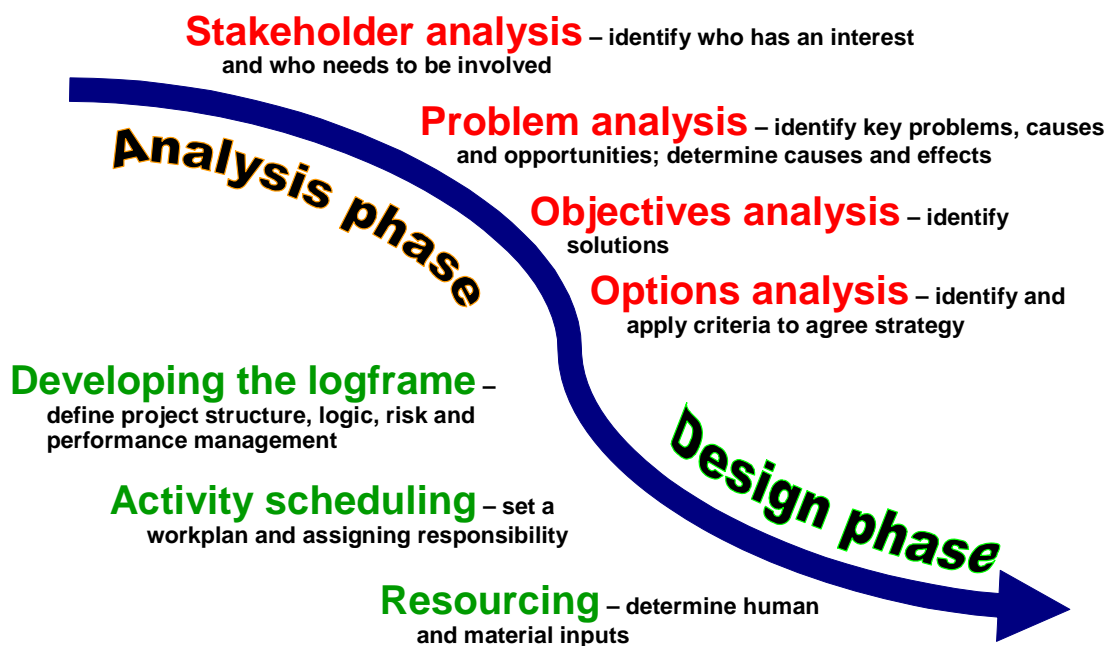 Stakeholder analysis – identify who has an interest
and who needs to be involved
Analysis phase
Problem analysis – identify key problems, causes
and opportunities; determine causes and effects
Objectives analysis – identify
solutions
Options analysis – identify and
apply criteria to agree strategy
Developing the logframe –
define project structure, logic, risk and
performance management
Design phase
Activity scheduling – set a
workplan and assigning responsibility
Resourcing – determine human
and material inputs